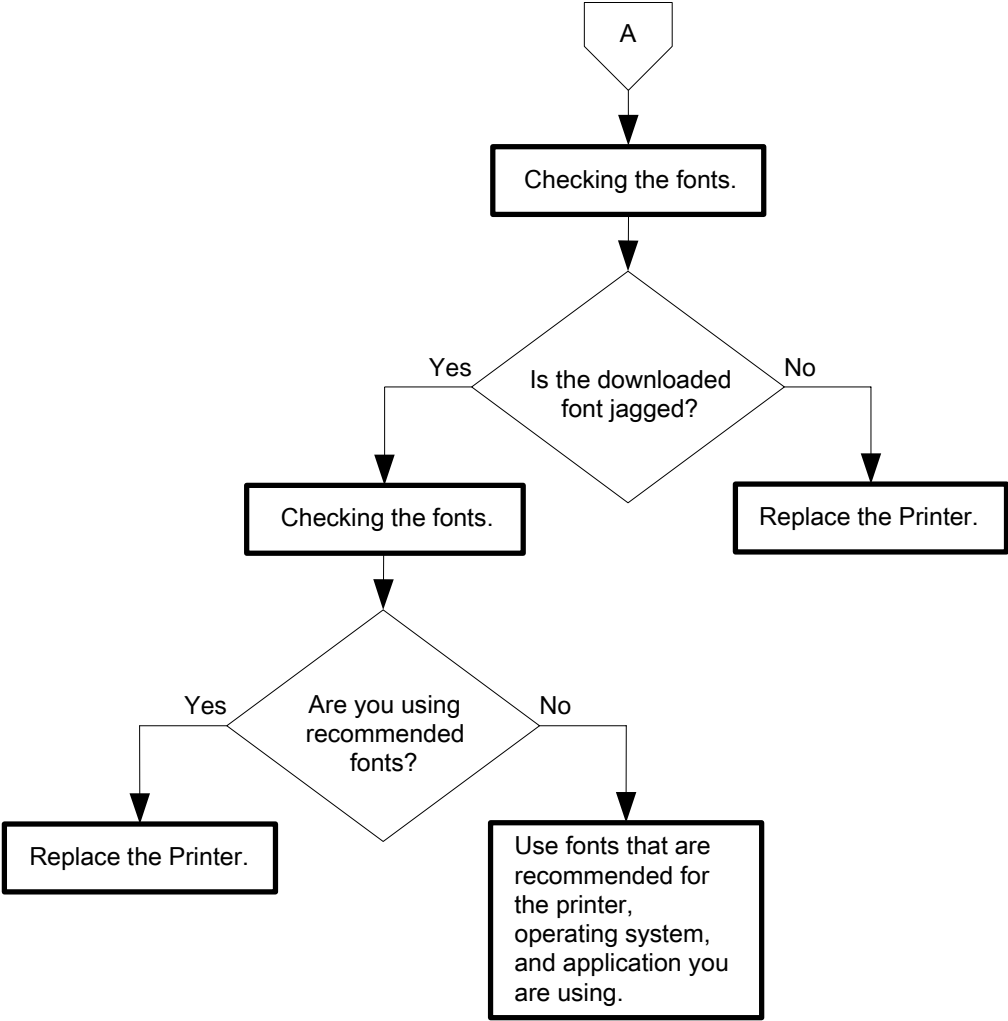 A
Checking the fonts.
Yes
No
Is the downloaded
font jagged?
Checking the fonts.
Replace the Printer.
Yes
No
Are you using
recommended
fonts?
Replace the Printer.
Use fonts that are
recommended for
the printer,
operating system,
and application you
are using.